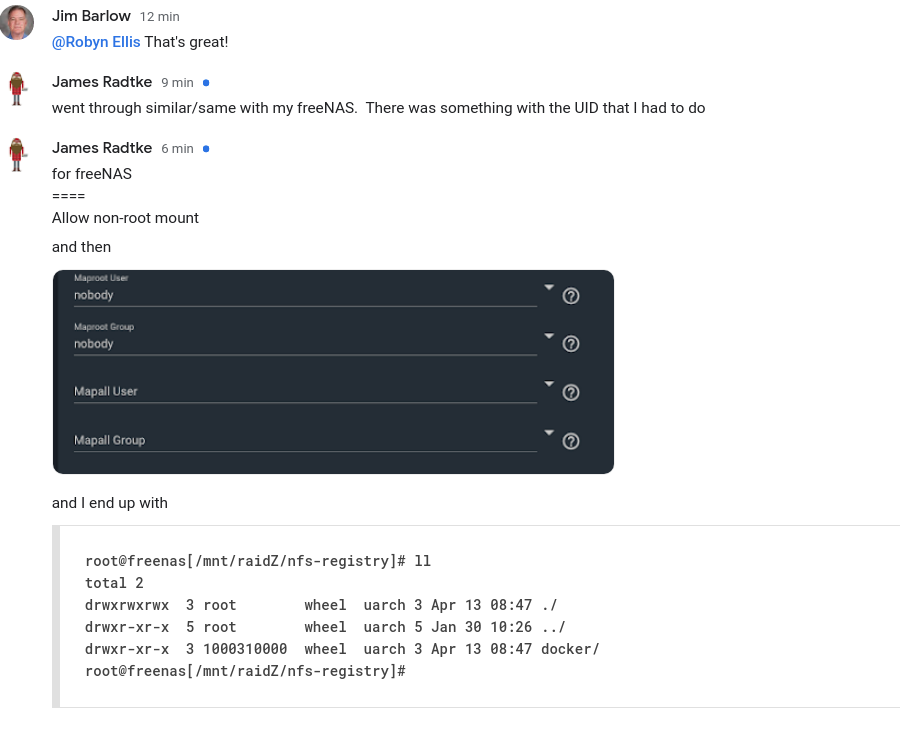 Jim Barlow 12 min
@Robyn Ellis That's great!
James Radtke 9 min
went through similar/same with my freeNAS.  There was something with the UID that I had to do
James Radtke 6 min
for freeNAS
====
Allow non-root mount
and then
Maproot User
nobody
Maproot Group
nobody
Mapall User
Mapall Group
and I end up with
root@freenas[/mnt/raidZ/nfs-registry]# ll
total 2
drwxrwxrwx  3 root        wheel  uarch 3 Apr 13 08:47 ./
drwxr-xr-x  5 root        wheel  uarch 5 Jan 30 10:26 ../
drwxr-xr-x  3 1000310000  wheel  uarch 3 Apr 13 08:47 docker/
root@freenas[/mnt/raidZ/nfs-registry]#